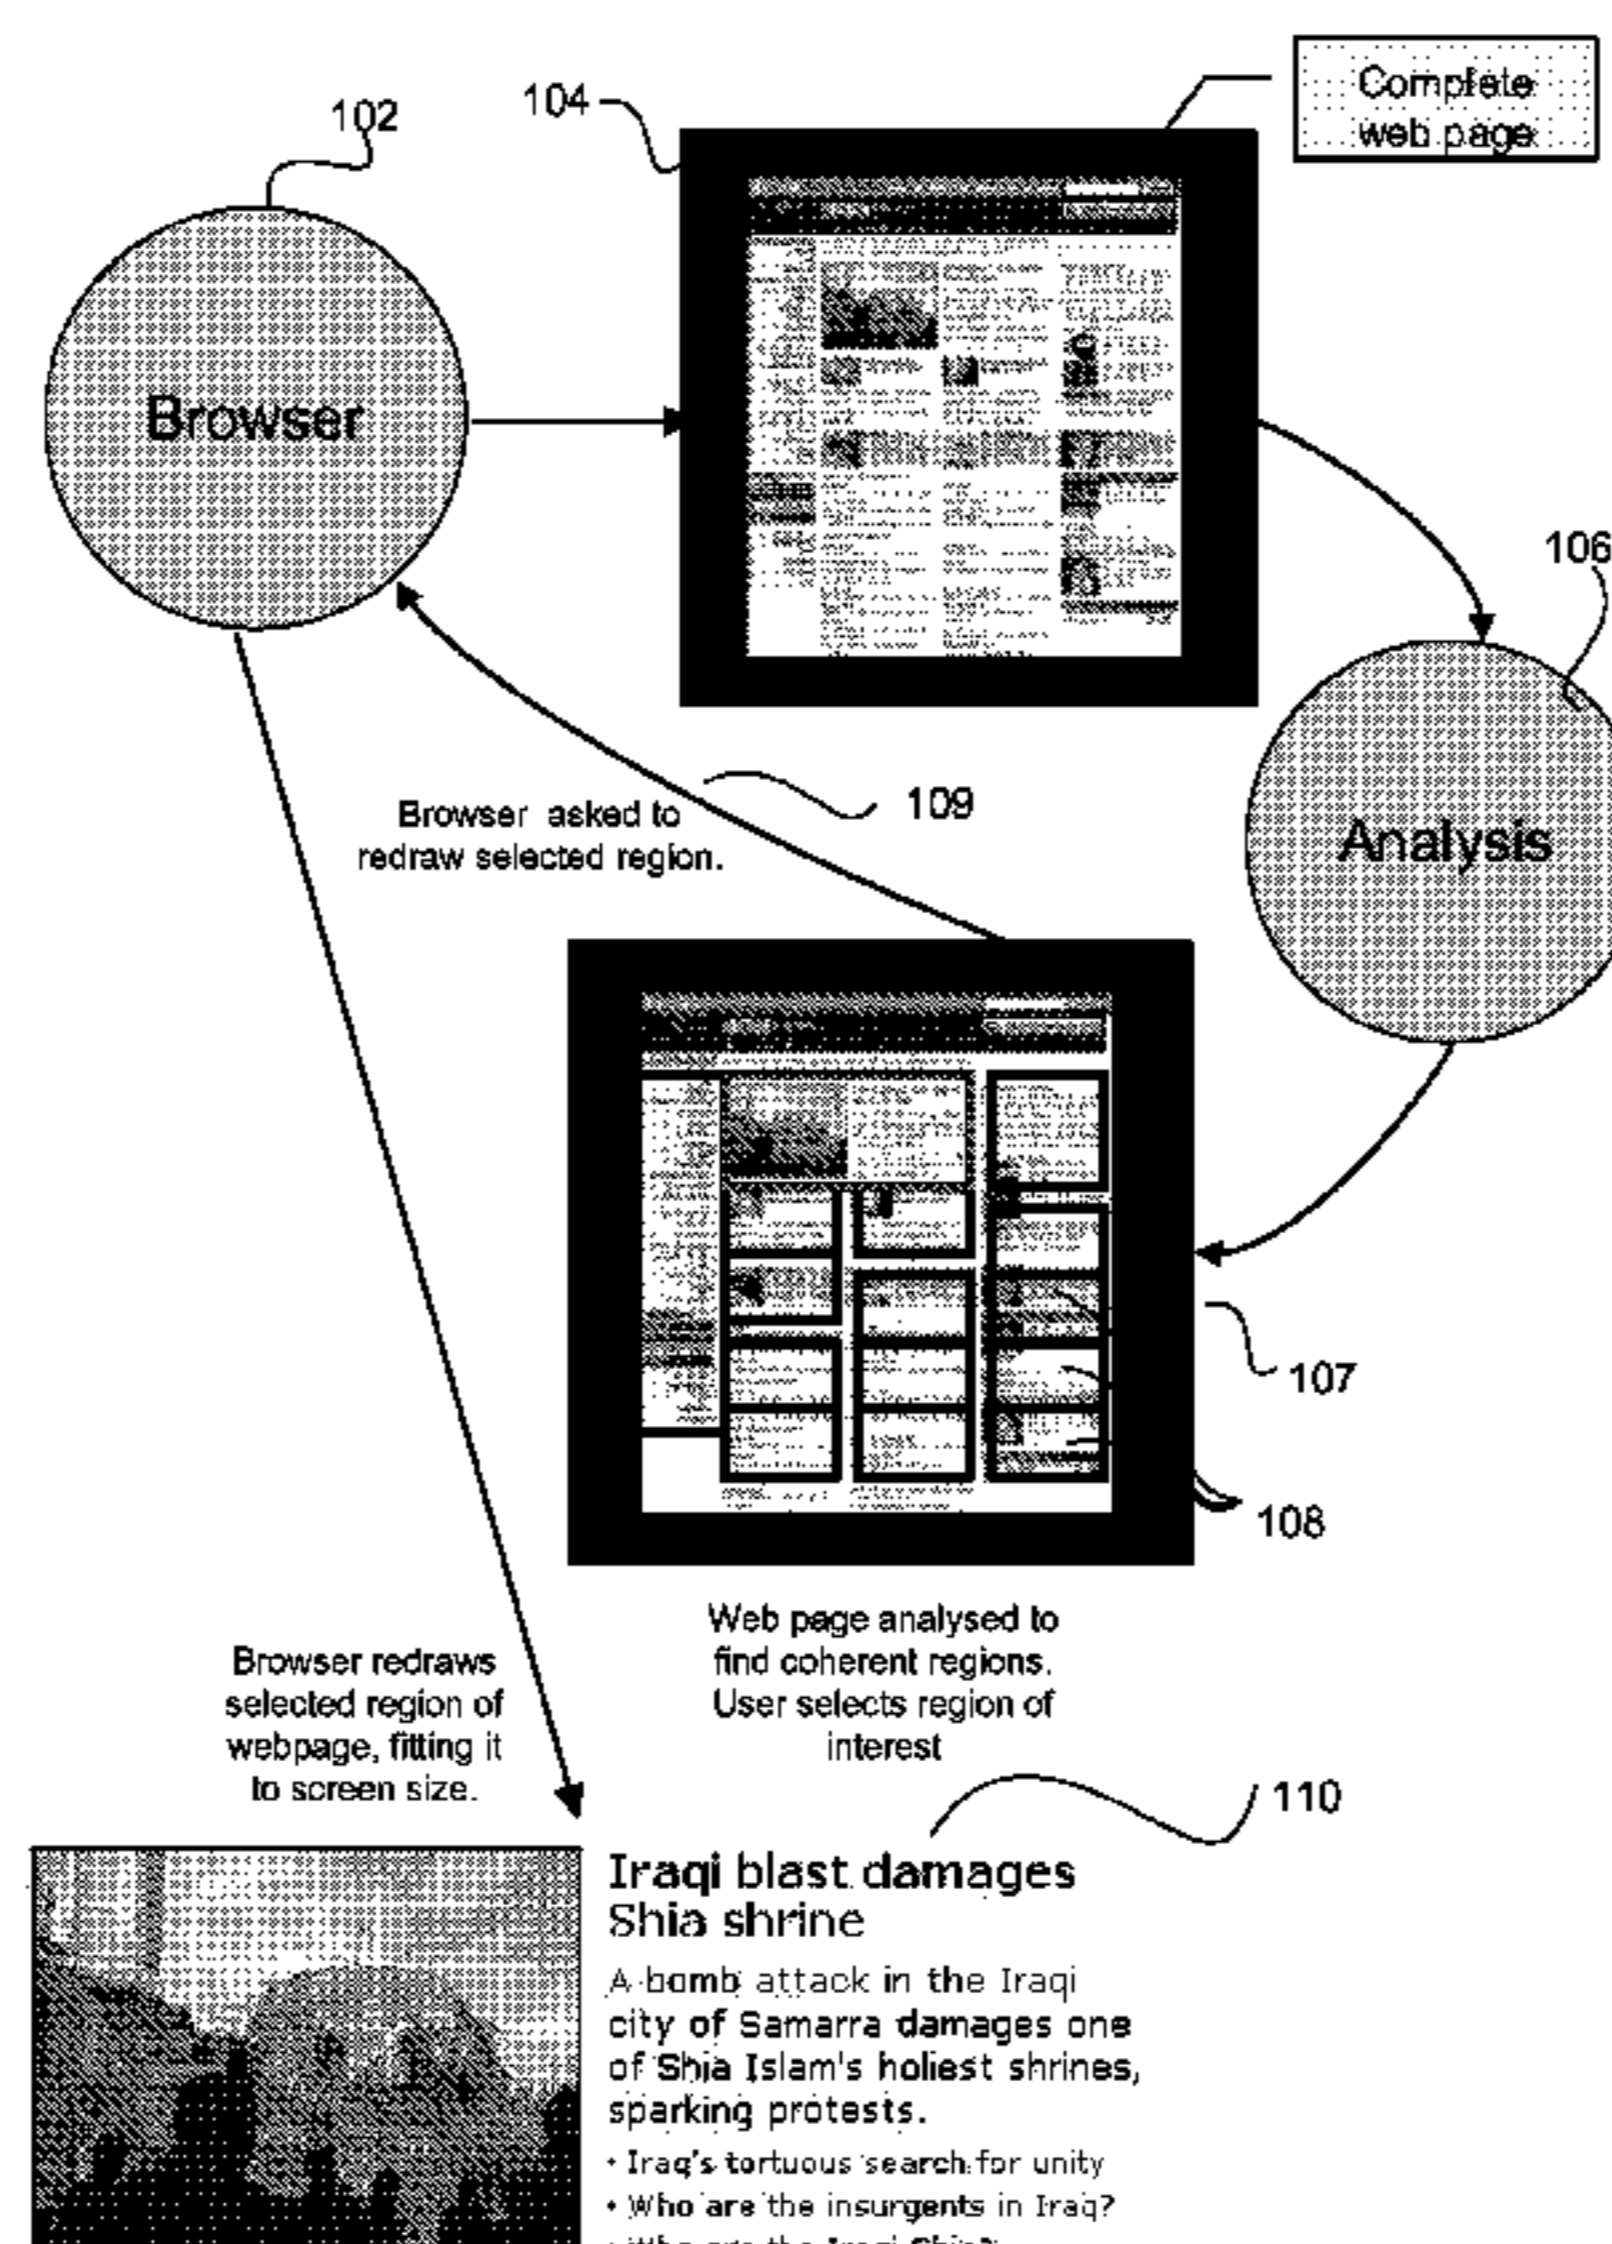 102
104
Complete
web page
Browser
106
Analysis
Browser asked to
redraw selected region.
109
107
108
Web page analysed to
find coherent regions.
User selects region of
interest
Browser redraws
selected region of
webpage, fitting it
to screen size.
110
Iraqi blast damages
Shia shrine
A bomb attack in the Iraqi
city of Samarra damages one
of Shia Islam's holiest shrines,
sparking protests.
• Iraq's tortuous search for unity
• Who are the insurgents in Iraq?